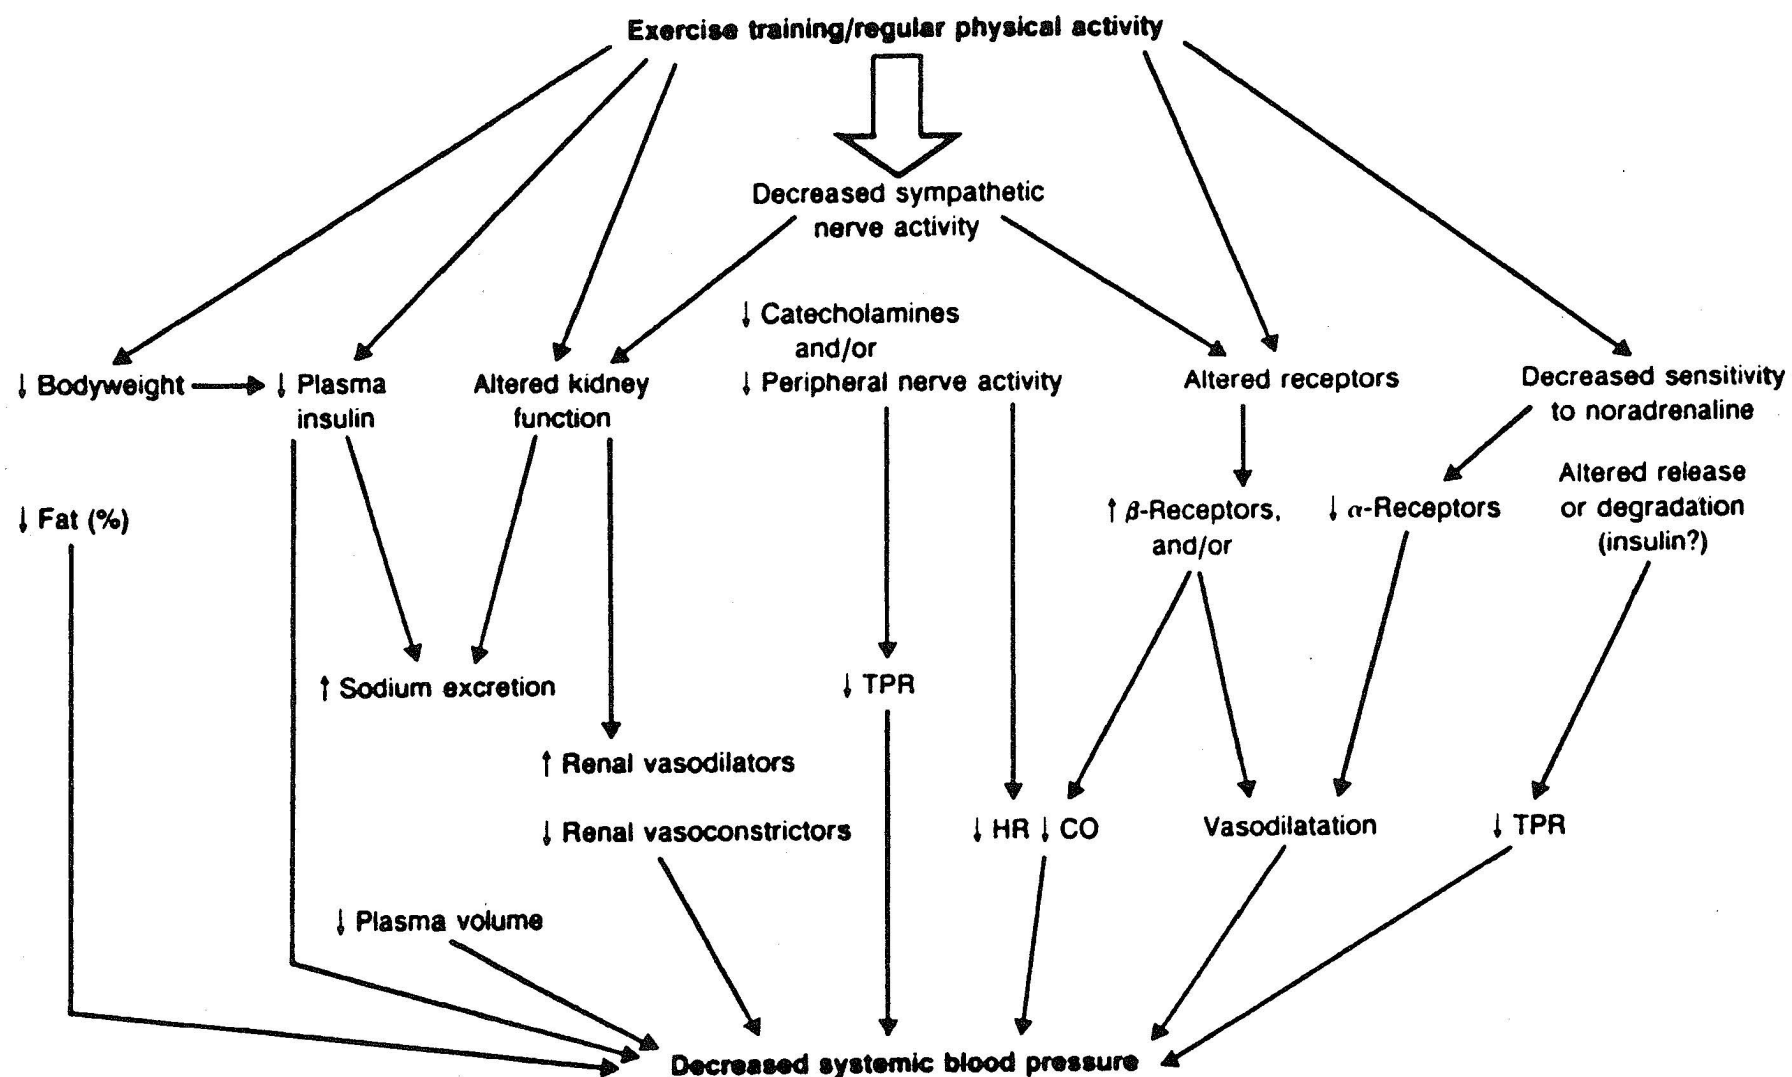 Exercise training/regular physical activity
Decreased sympathetic
nerve activity
↓ Catecholamines
and/or
↓ Peripheral nerve activity
↓ Bodyweight
↓ Plasma
insulin
Altered kidney
function
Altered receptors
Decreased sensitivity
to noradrenaline
↓ Fat (%)
↑ β-Receptors,
and/or
↓ α-Receptors
Altered release
or degradation
(insulin?)
↑ Sodium excretion
↓ TPR
↑ Renal vasodilators
↓ Renal vasoconstrictors
↓ HR ↓ CO
Vasodilatation
↓ TPR
↓ Plasma volume
Decreased systemic blood pressure